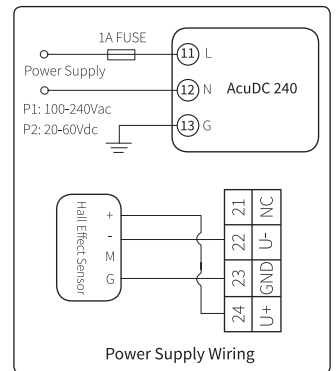 1A FUSE
11 L
Power Supply
12 N AcuDC 240
P1: 100-240Vac
P2: 20-60Vdc
13 G
Hall Effect Sensor
+
-
M
G
21 NC
22 U-
23 GND
24 U+
Power Supply Wiring